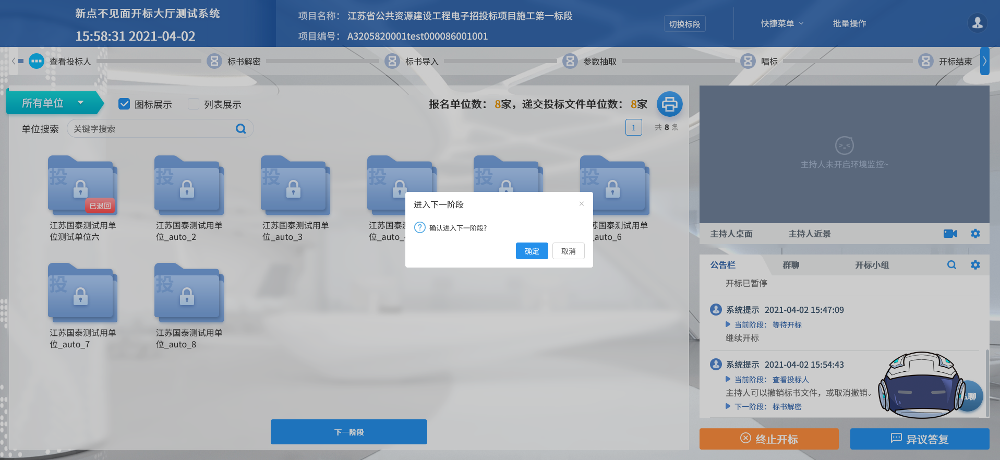 新点不见面开标大厅测试系统
15:58:31 2021-04-02
项目名称： 江苏省公共资源建设工程电子招投标项目施工第一标段
项目编号： A3205820001test000086001001
切换标段
快捷菜单
批量操作
查看投标人
标书解密
标书导入
参数抽取
唱标
开标结束
所有单位
图标展示
列表展示
报名单位数： 8家，递交投标文件单位数： 8家
单位搜索
关键字搜索
1
共 8 条
投
已退回
江苏国泰测试用单
位测试单位六
投
江苏国泰测试用单
位_auto_2
投
江苏国泰测试用单
位_auto_3
投
江苏国泰
位_auto_
投
投
苏国泰测试用单
auto_6
投
江苏国泰测试用单
位_auto_7
投
江苏国泰测试用单
位_auto_8
进入下一阶段
确认进入下一阶段?
确定
取消
下一阶段
主持人未开启环境监控~
主持人桌面
主持人近景
公告栏
群聊
开标小组
开标已暂停
系统提示 2021-04-02 15:47:09
当前阶段： 等待开标
继续开标
系统提示 2021-04-02 15:54:43
当前阶段： 查看投标人
主持人可以撤销标书文件，或取消撤销。
下一阶段： 标书解密
聊
终止开标
异议答复